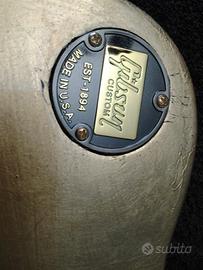 Gibson
CUSTOM
EST· 1894
MADE IN U.S.A
subito